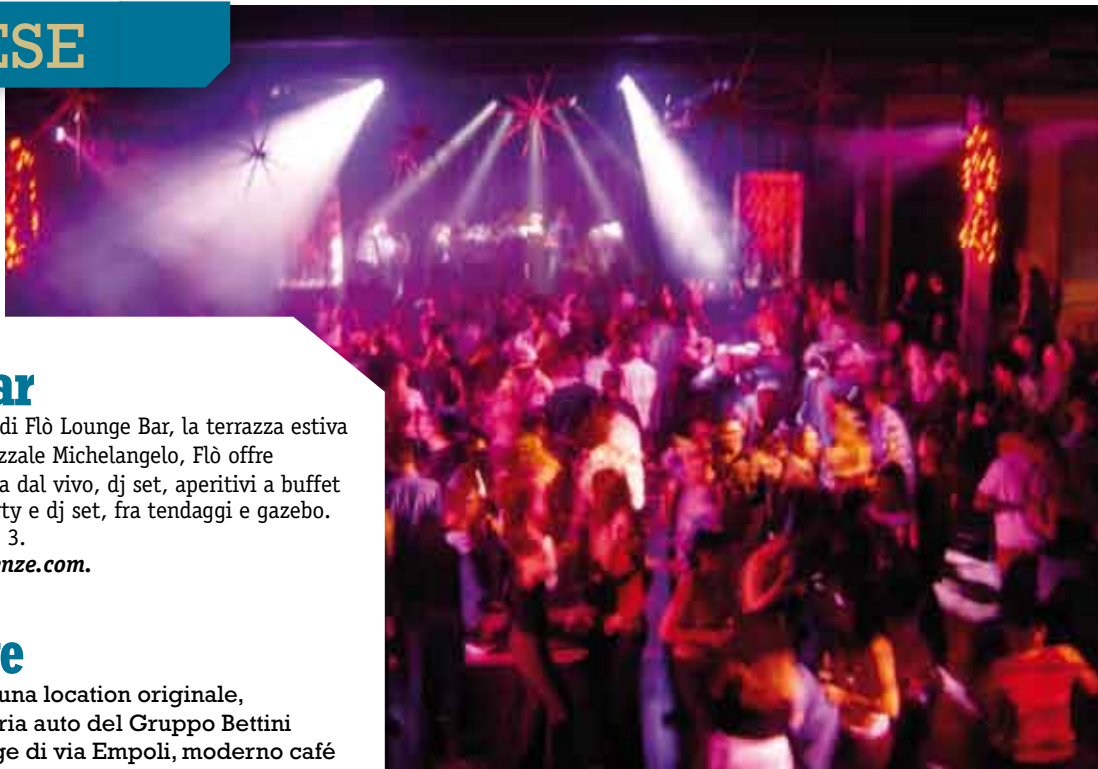 ESE
ar
di Flò Lounge Bar, la terrazza estiva
zzale Michelangelo, Flò offre
a dal vivo, dj set, aperitivi a buffet
rty e dj set, fra tendaggi e gazebo.
3.
nze.com.
e
una location originale,
ria auto del Gruppo Bettini
ge di via Empoli, moderno café